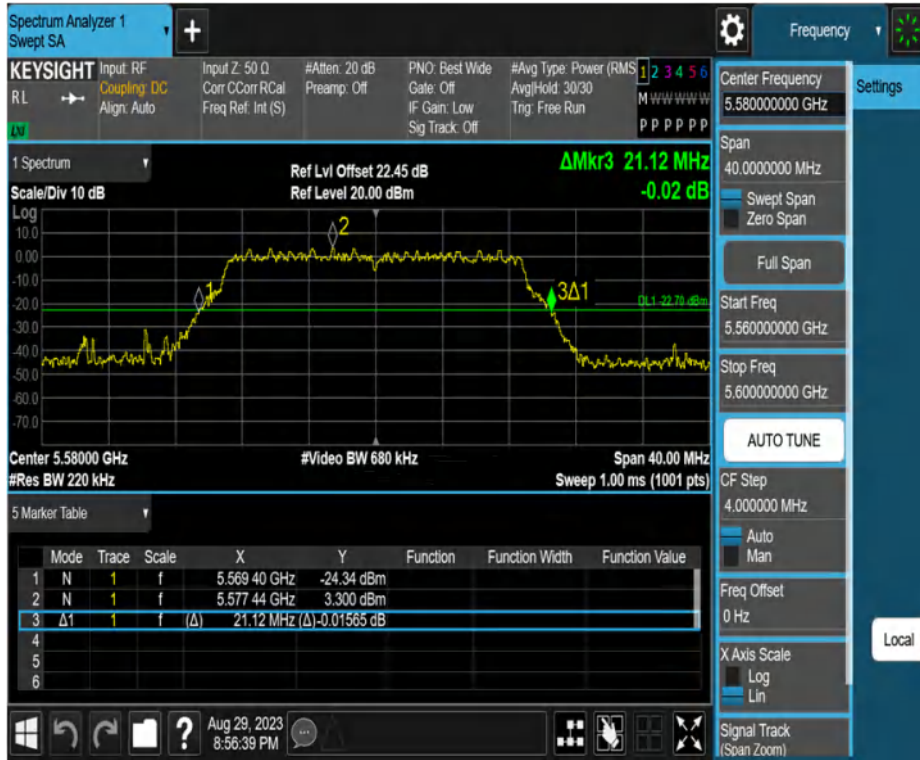 Spectrum Analyzer 1
Swept SA
+
Frequency
KEYSIGHT Input: RF Input Z: 50 Ω #Atten: 20 dB PNO: Best Wide #Avg Type: Power (RMS 1 2 3 4 5 6
RL Coupling: DC Corr CCorr RCal Preamp: Off Gate: Off Avg|Hold: 30/30 M W W W W W
Align: Auto Freq Ref: Int (S) IF Gain: Low Trig: Free Run
LXI Sig Track: Off P P P P P P
1 Spectrum
Ref Lvl Offset 22.45 dB ΔMkr3 21.12 MHz
Scale/Div 10 dB Ref Level 20.00 dBm -0.02 dB
Log
10.0
0.00
-10.0
-20.0
-30.0
-40.0
-50.0
-60.0
-70.0
2
1
3Δ1
DL1 -22.70 dBm
Center 5.58000 GHz #Video BW 680 kHz Span 40.00 MHz
#Res BW 220 kHz Sweep 1.00 ms (1001 pts)
5 Marker Table
Mode Trace Scale X Y Function Function Width Function Value
1 N 1 f 5.569 40 GHz -24.34 dBm
2 N 1 f 5.577 44 GHz 3.300 dBm
3 Δ1 1 f (Δ) 21.12 MHz (Δ) -0.01565 dB
4
5
6
Aug 29, 2023
8:56:39 PM
?
Center Frequency
5.580000000 GHz
Settings
Span
40.0000000 MHz
Swept Span
Zero Span
Full Span
Start Freq
5.560000000 GHz
Stop Freq
5.600000000 GHz
AUTO TUNE
CF Step
4.000000 MHz
Auto
Man
Freq Offset
0 Hz
Local
X Axis Scale
Log
Lin
Signal Track
(Span Zoom)